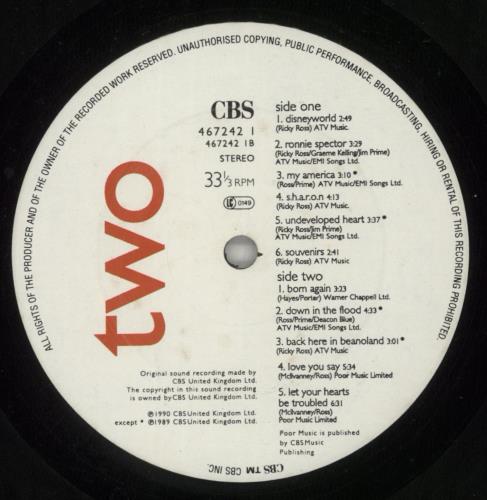 ALL RIGHTS OF THE PRODUCER AND OF THE OWNER OF THE RECORDED WORK RESERVED. UNAUTHORISED COPYING, PUBLIC PERFORMANCE, BROADCASTING, HIRING OR RENTAL OF THIS RECORDING PROHIBITED.
two
CBS
467242 1
467242 1B
STEREO
33 1/3 RPM
LC 0149
side one
1. disneyworld 2:49
(Ricky Ross) ATV Music.
2. ronnie spector 3:29
(Ricky Ross/Graeme Kelling/Jim Prime)
ATV Music/EMI Songs Ltd.
3. my america 3:10 *
(Ross/Prime) ATV Music/EMI Songs Ltd.
4. s.h.a.r.o.n 4:13
(Ricky Ross) ATV Music.
5. undeveloped heart 3:37 *
(Ricky Ross/Jim Prime)
ATV Music/EMI Songs Ltd.
6. souvenirs 2:41
(Ricky Ross) ATV Music
side two
1. born again 3:23
(Hayes/Porter) Warner Chappell Ltd.
2. down in the flood 4:33 *
(Ross/Prime/Deacon Blue)
ATV Music/EMI Songs Ltd.
3. back here in beanoland 3:01 *
(Ricky Ross) ATV Music
4. love you say 5:34
(McIlvanney/Ross) Poor Music Limited
5. let your hearts
be troubled 6:31
(McIlvanney/Ross)
Poor Music Limited
Poor Music is published
by CBS Music
Publishing
Original sound recording made by
CBS United Kingdom Ltd.
The copyright in this sound recording
is owned by CBS United Kingdom Ltd.
℗1990 CBS United Kingdom Ltd.
except * ℗1989 CBS United Kingdom Ltd.
CBS TM CBS INC.